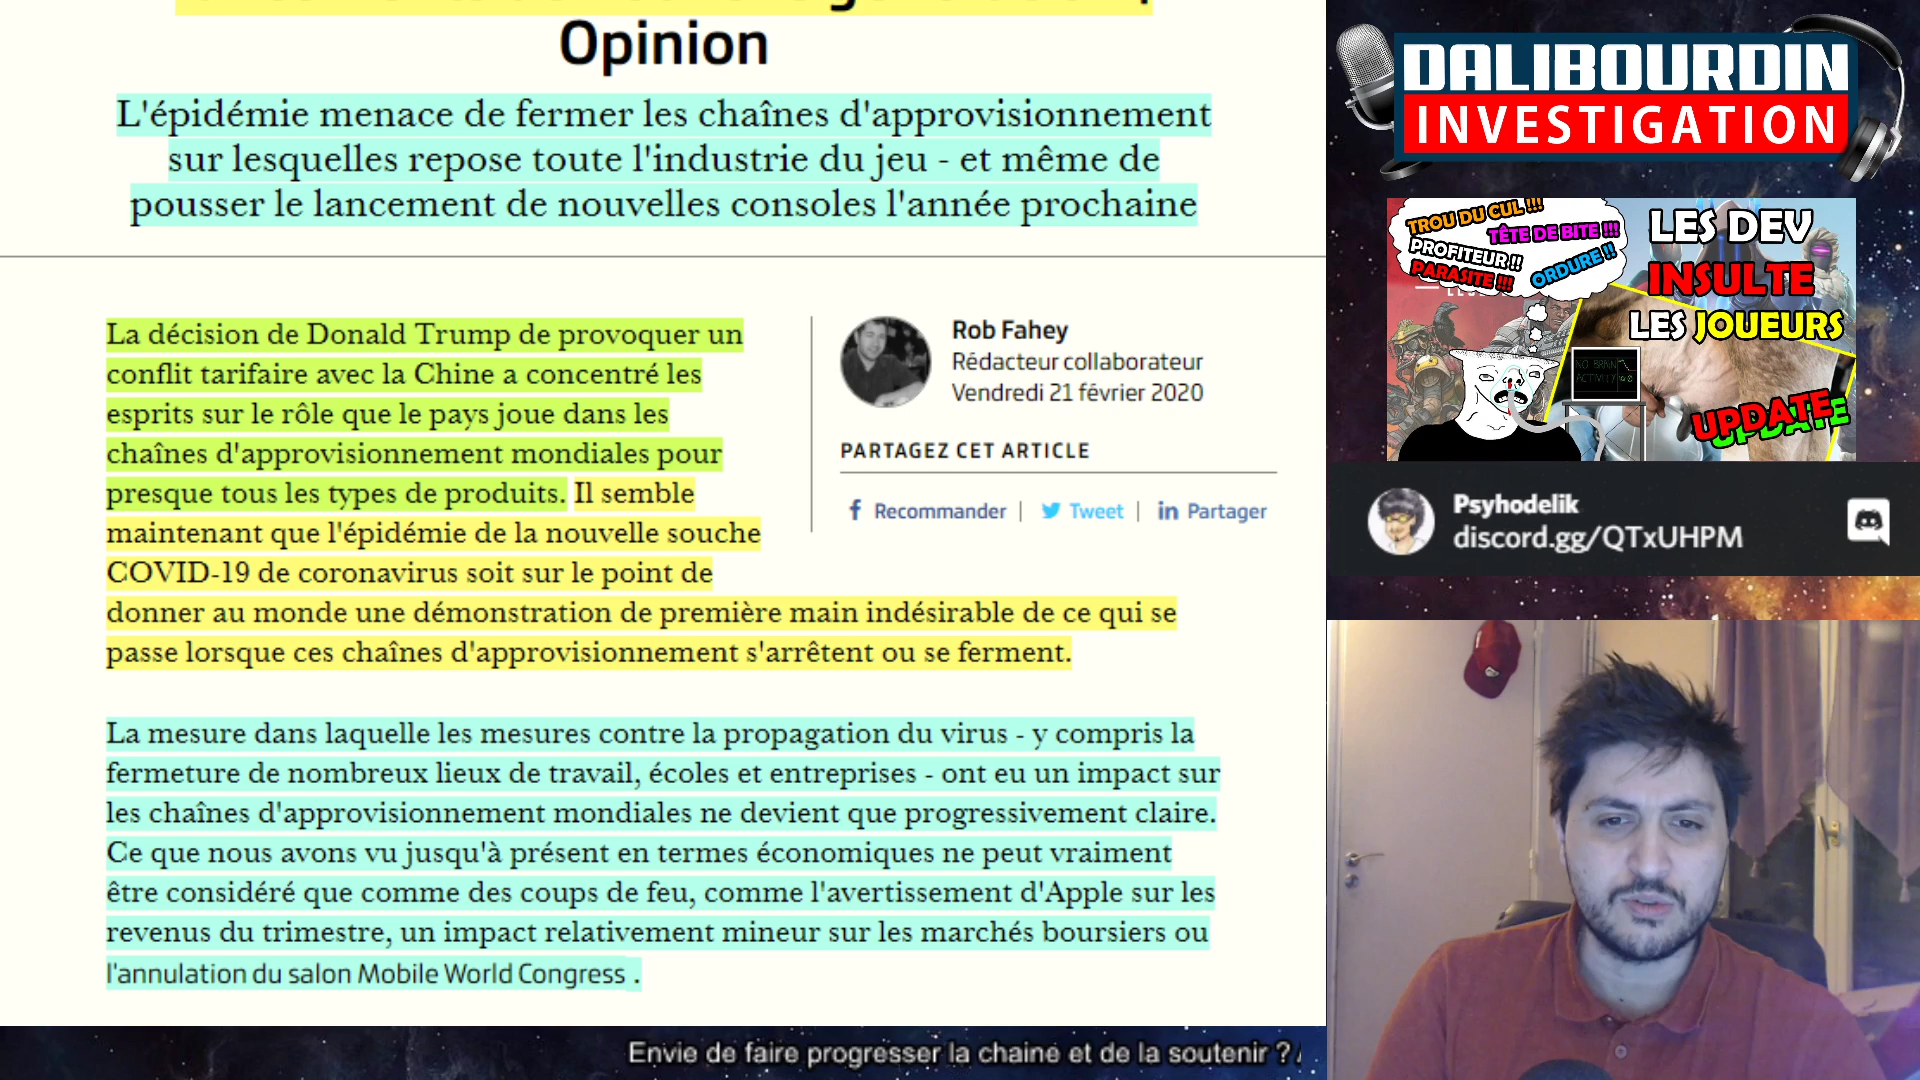 Opinion
L'épidémie menace de fermer les chaînes d'approvisionnement
sur lesquelles repose toute l'industrie du jeu - et même de
pousser le lancement de nouvelles consoles l'année prochaine
La décision de Donald Trump de provoquer un
conflit tarifaire avec la Chine a concentré les
esprits sur le rôle que le pays joue dans les
chaînes d'approvisionnement mondiales pour
presque tous les types de produits. Il semble
maintenant que l'épidémie de la nouvelle souche
COVID-19 de coronavirus soit sur le point de
donner au monde une démonstration de première main indésirable de ce qui se
passe lorsque ces chaînes d'approvisionnement s'arrêtent ou se ferment.
Rob Fahey
Rédacteur collaborateur
Vendredi 21 février 2020
PARTAGEZ CET ARTICLE
Recommander | Tweet | Partager
La mesure dans laquelle les mesures contre la propagation du virus - y compris la
fermeture de nombreux lieux de travail, écoles et entreprises - ont eu un impact sur
les chaînes d'approvisionnement mondiales ne devient que progressivement claire.
Ce que nous avons vu jusqu'à présent en termes économiques ne peut vraiment
être considéré que comme des coups de feu, comme l'avertissement d'Apple sur les
revenus du trimestre, un impact relativement mineur sur les marchés boursiers ou
l'annulation du salon Mobile World Congress .
Envie de faire progresser la chaine et de la soutenir ?
DALIBOURDIN
INVESTIGATION
TROU DU CUL !!!
TÊTE DE BITE !!!
PROFITEUR !!
ORDURE !!
PARASITE !!!
LES DEV
INSULTE
LES JOUEURS
NO BRAIN
ACTIVITY
UPDATE
Psyhodelik
discord.gg/QTxUHPM